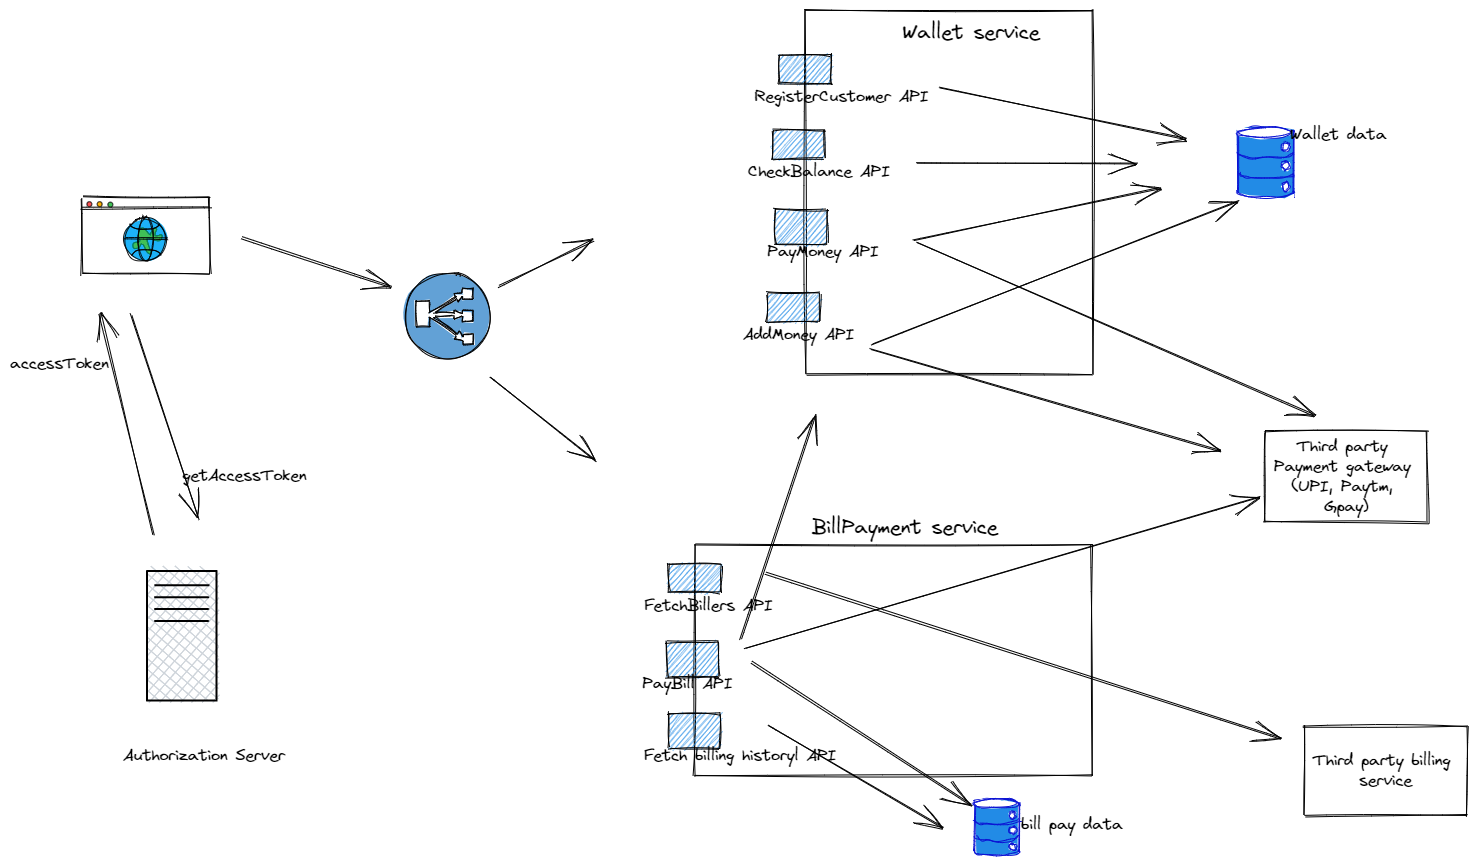 Wallet service
RegisterCustomer API
CheckBalance API
PayMoney API
AddMoney API
Wallet data
accessToken
getAccessToken
Authorization Server
Third party
Payment gateway
(UPI, Paytm,
Gpay)
BillPayment service
FetchBillers API
PayBill API
Fetch billing historyl API
bill pay data
Third party billing
service